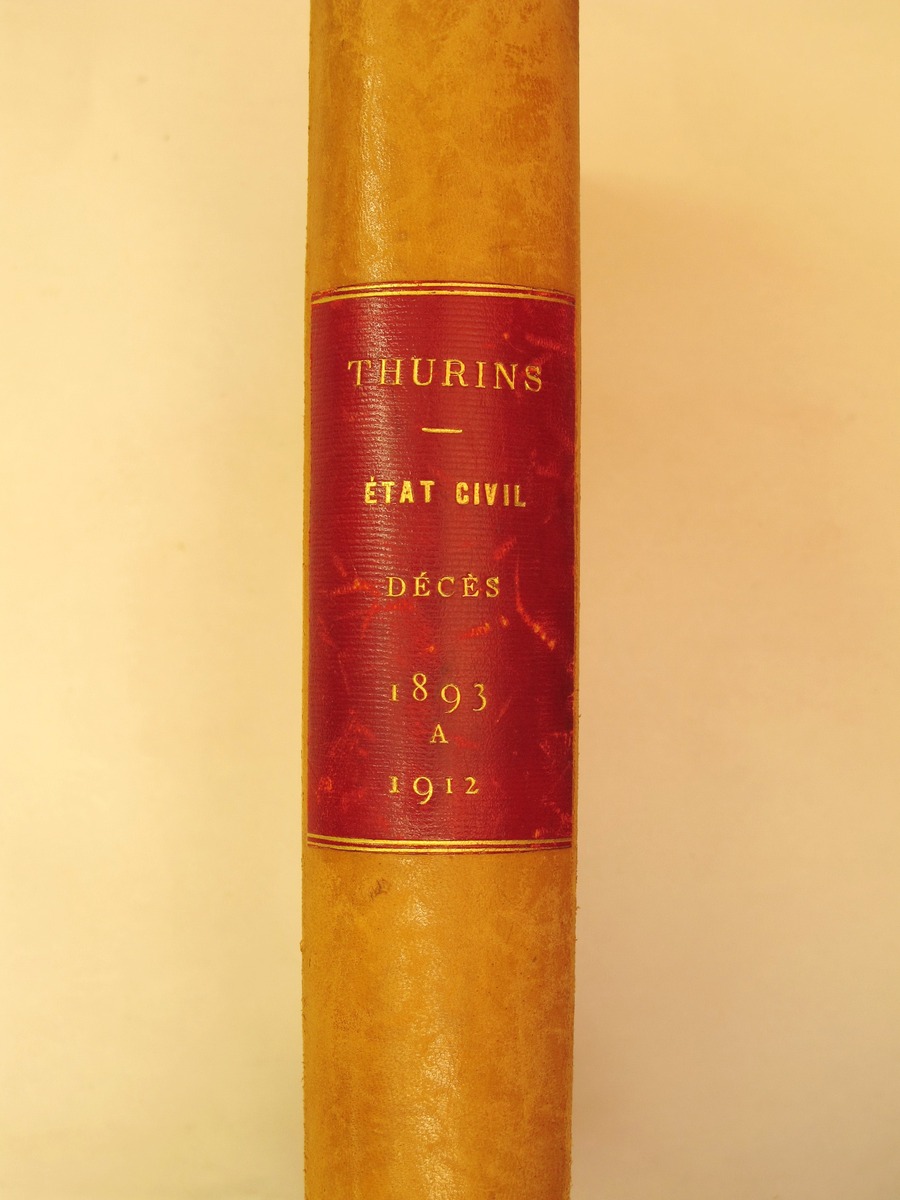 THURINS
ÉTAT CIVIL
DÉCÈS
1893
A
1912